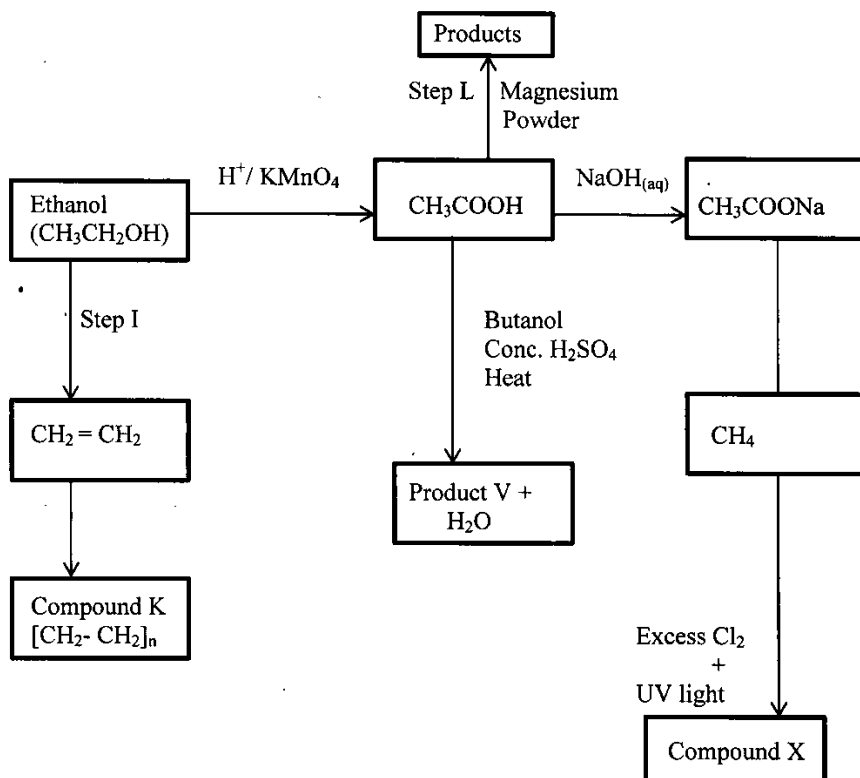 Products
Step L
Magnesium
Powder
H⁺/ KMnO₄
NaOH₍aq₎
Ethanol
(CH₃CH₂OH)
CH₃COOH
CH₃COONa
Step I
Butanol
Conc. H₂SO₄
Heat
CH₂ = CH₂
CH₄
Product V +
H₂O
Compound K
[CH₂- CH₂]ₙ
Excess Cl₂
+
UV light
Compound X